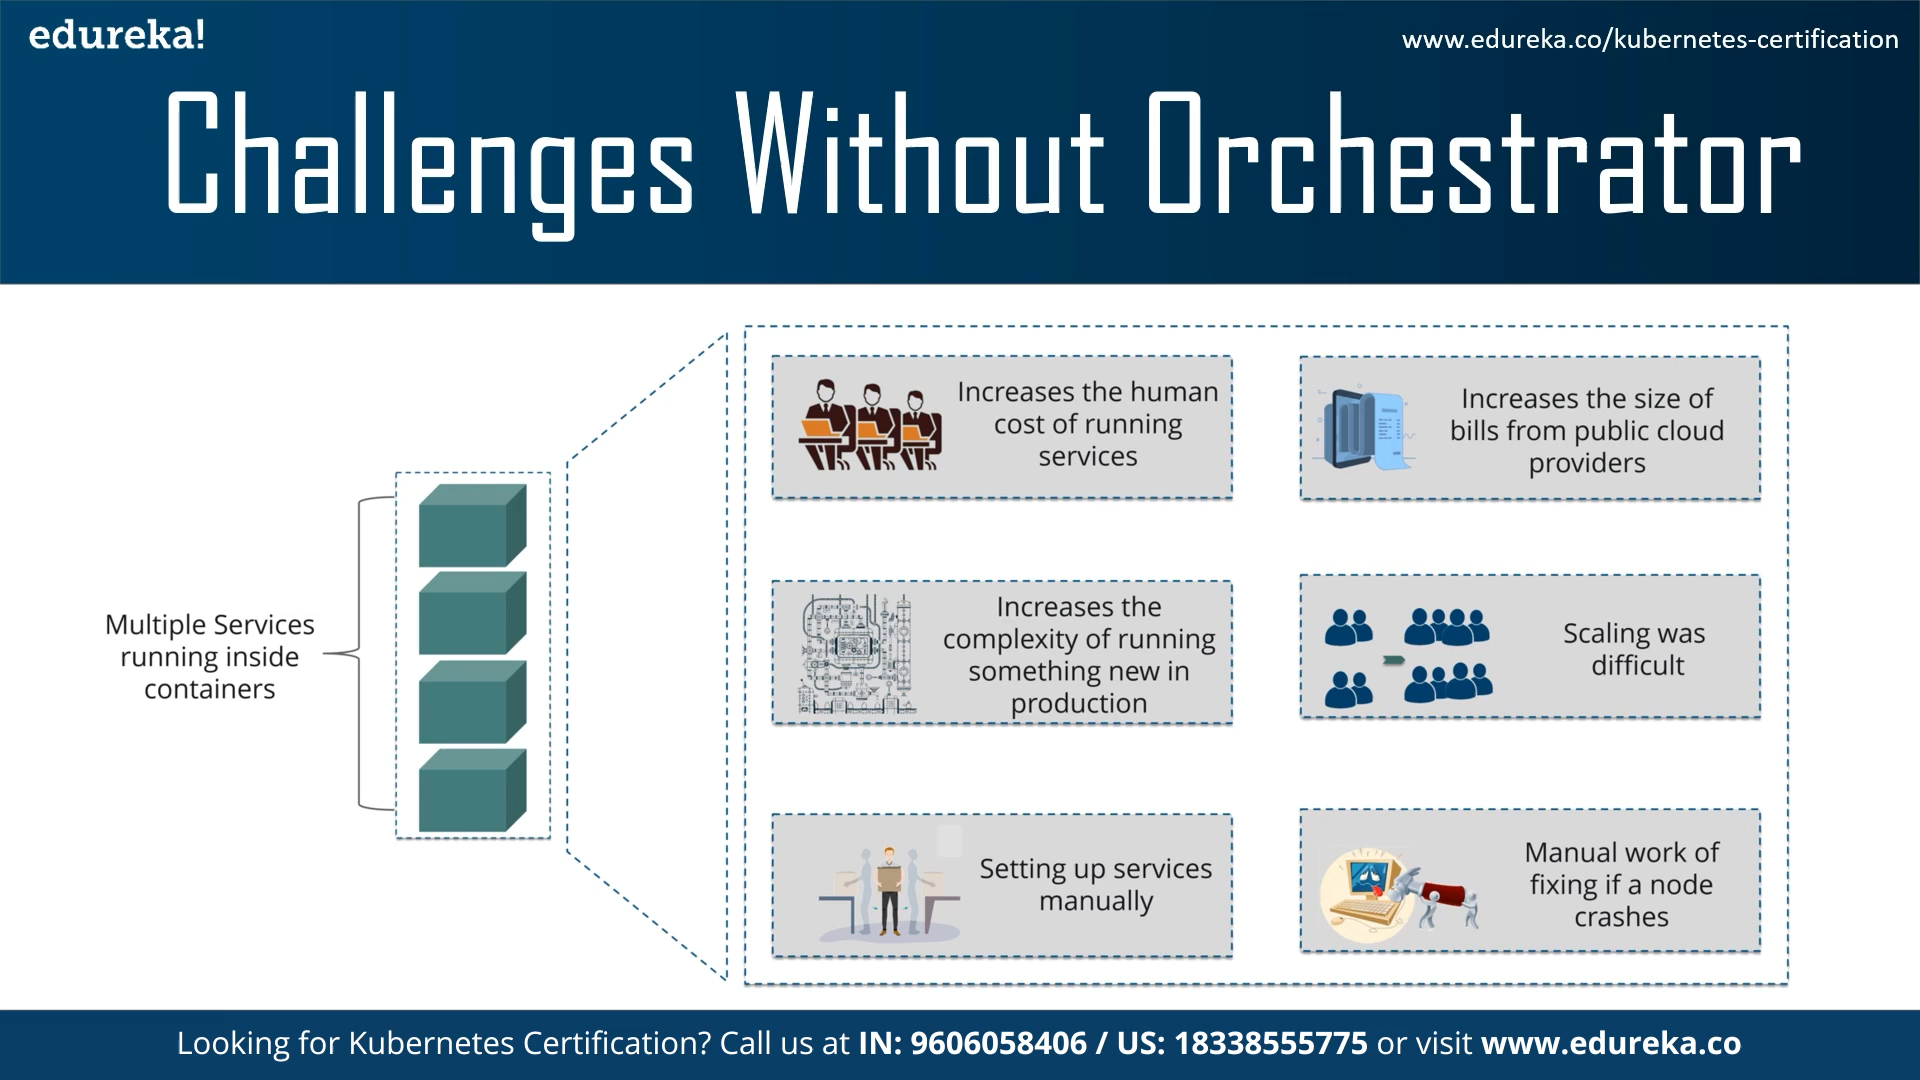 edureka!
www.edureka.co/kubernetes-certification
Challenges Without Orchestrator
Multiple Services
running inside
containers
Increases the human
cost of running
services
Increases the size of
bills from public cloud
providers
Increases the
complexity of running
something new in
production
Scaling was
difficult
Setting up services
manually
Manual work of
fixing if a node
crashes
Looking for Kubernetes Certification? Call us at IN: 9606058406 / US: 18338555775 or visit www.edureka.co